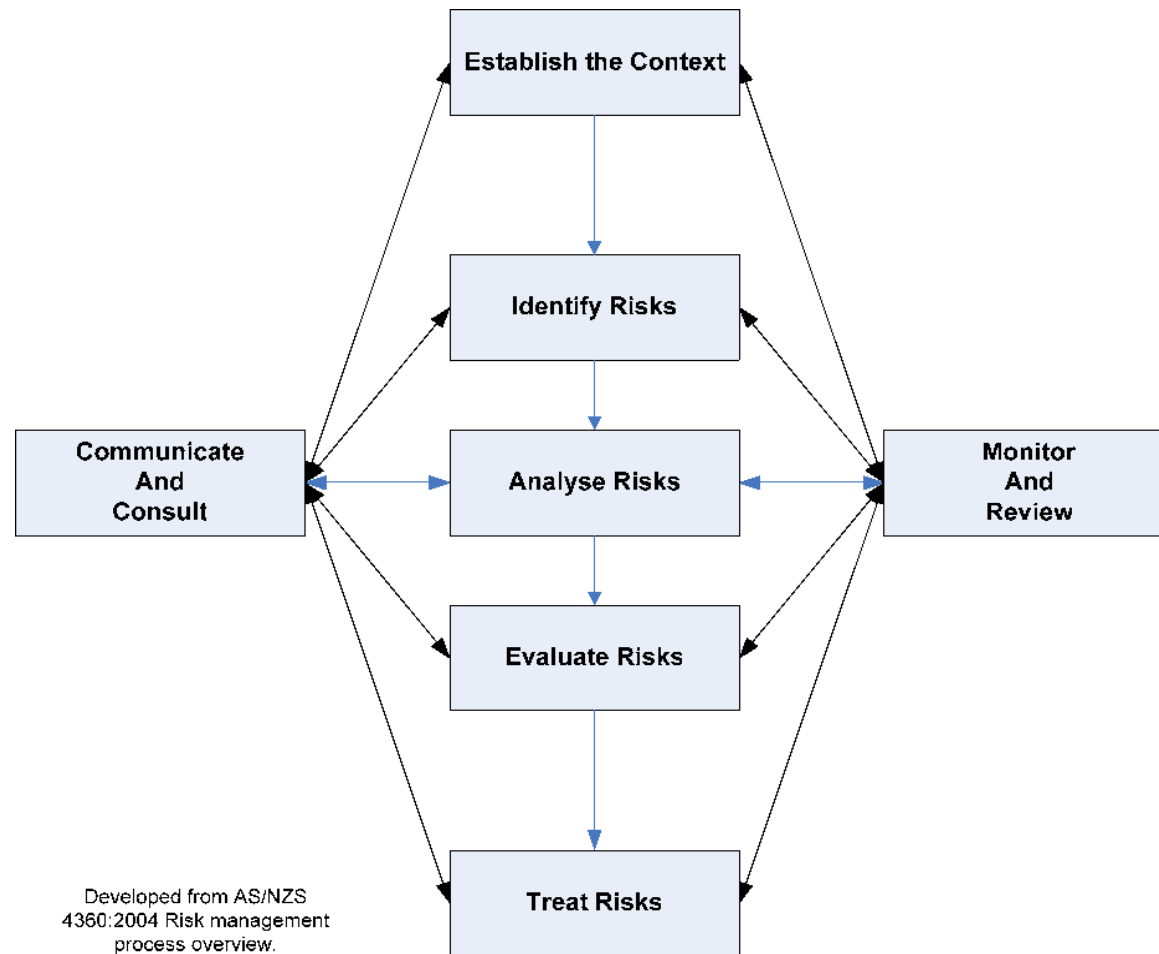 Establish the Context
Identify Risks
Communicate
And
Consult
Analyse Risks
Monitor
And
Review
Evaluate Risks
Treat Risks
Developed from AS/NZS
4360:2004 Risk management
process overview.